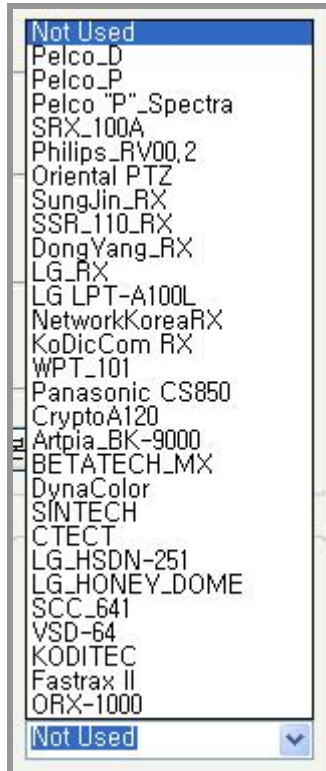 Not Used
Pelco_D
Pelco_P
Pelco "P"_Spectra
SRX_100A
Philips_RV00,2
Oriental PTZ
SungJin_RX
SSR_110_RX
DongYang_RX
LG_RX
LG LPT-A100L
NetworkKoreaRX
KoDicCom RX
WPT_101
Panasonic CS850
CryptoA120
Artpia_BK-9000
BETATECH_MX
DynaColor
SINTECH
CTECT
LG_HSDN-251
LG_HONEY_DOME
SCC_641
VSD-64
KODITEC
Fastrax II
ORX-1000
Not Used